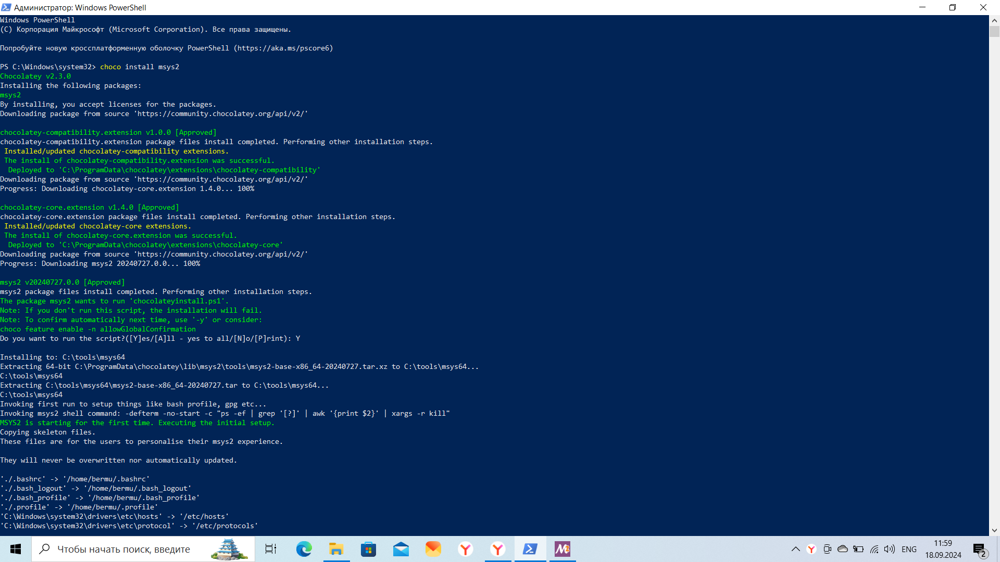 Администратор: Windows PowerShell
Windows PowerShell
(C) Корпорация Майкрософт (Microsoft Corporation). Все права защищены.
Попробуйте новую кроссплатформенную оболочку PowerShell (https://aka.ms/pscore6)
PS C:\Windows\system32> choco install msys2
Chocolatey v2.3.0
Installing the following packages:
msys2
By installing, you accept licenses for the packages.
Downloading package from source 'https://community.chocolatey.org/api/v2/'
chocolatey-compatibility.extension v1.0.0 [Approved]
chocolatey-compatibility.extension package files install completed. Performing other installation steps.
Installed/updated chocolatey-compatibility extensions.
The install of chocolatey-compatibility.extension was successful.
Deployed to 'C:\ProgramData\chocolatey\extensions\chocolatey-compatibility'
Downloading package from source 'https://community.chocolatey.org/api/v2/'
Progress: Downloading chocolatey-core.extension 1.4.0... 100%
chocolatey-core.extension v1.4.0 [Approved]
chocolatey-core.extension package files install completed. Performing other installation steps.
Installed/updated chocolatey-core extensions.
The install of chocolatey-core.extension was successful.
Deployed to 'C:\ProgramData\chocolatey\extensions\chocolatey-core'
Downloading package from source 'https://community.chocolatey.org/api/v2/'
Progress: Downloading msys2 20240727.0.0... 100%
msys2 v20240727.0.0 [Approved]
msys2 package files install completed. Performing other installation steps.
The package msys2 wants to run 'chocolateyinstall.ps1'.
Note: If you don't run this script, the installation will fail.
Note: To confirm automatically next time, use '-y' or consider:
choco feature enable -n allowGlobalConfirmation
Do you want to run the script?([Y]es/[A]ll - yes to all/[N]o/[P]rint): Y
Installing to: C:\tools\msys64
Extracting 64-bit C:\ProgramData\chocolatey\lib\msys2\tools\msys2-base-x86_64-20240727.tar.xz to C:\tools\msys64...
C:\tools\msys64
Extracting C:\tools\msys64\msys2-base-x86_64-20240727.tar to C:\tools\msys64...
C:\tools\msys64
Invoking first run to setup things like bash profile, gpg etc...
Invoking msys2 shell command: -defterm -no-start -c "ps -ef | grep '[?]' | awk '{print $2}' | xargs -r kill"
MSYS2 is starting for the first time. Executing the initial setup.
Copying skeleton files.
These files are for the users to personalise their msys2 experience.
They will never be overwritten nor automatically updated.
'./.bashrc' -> '/home/bermu/.bashrc'
'./.bash_logout' -> '/home/bermu/.bash_logout'
'./.bash_profile' -> '/home/bermu/.bash_profile'
'./.profile' -> '/home/bermu/.profile'
'C:\Windows\system32\drivers\etc\hosts' -> '/etc/hosts'
'C:\Windows\system32\drivers\etc\protocol' -> '/etc/protocols'
Чтобы начать поиск, введите
ENG
11:59
18.09.2024
2